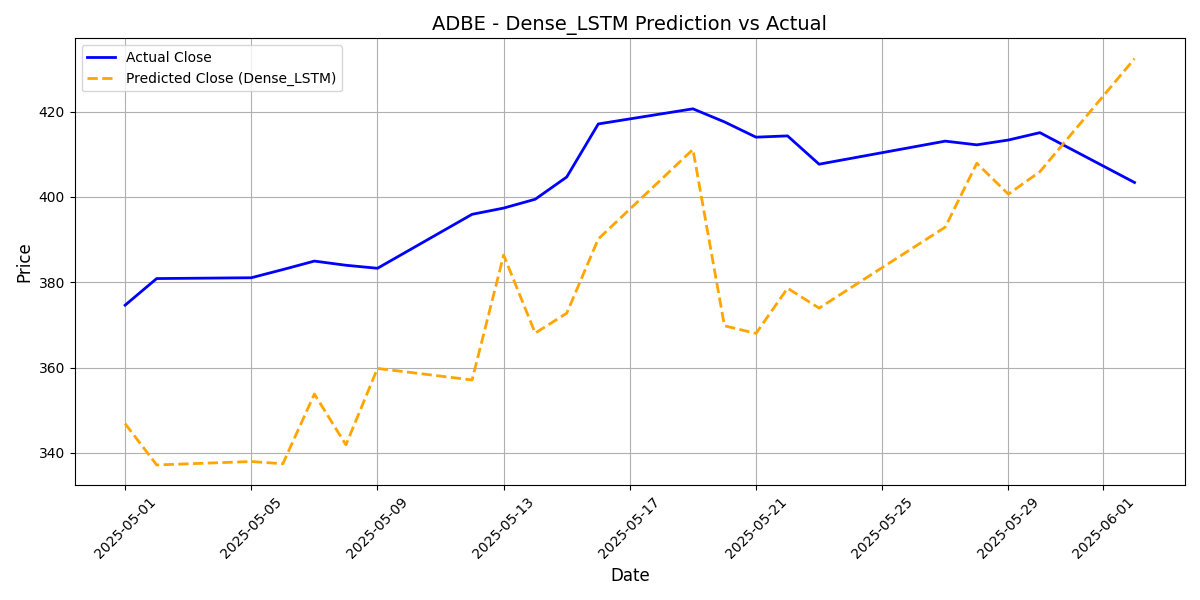 ADBE - Dense_LSTM Prediction vs Actual
Actual Close
Predicted Close (Dense_LSTM)
Price
420
400
380
360
340
2025-05-01
2025-05-05
2025-05-09
2025-05-13
2025-05-17
2025-05-21
2025-05-25
2025-05-29
2025-06-01
Date